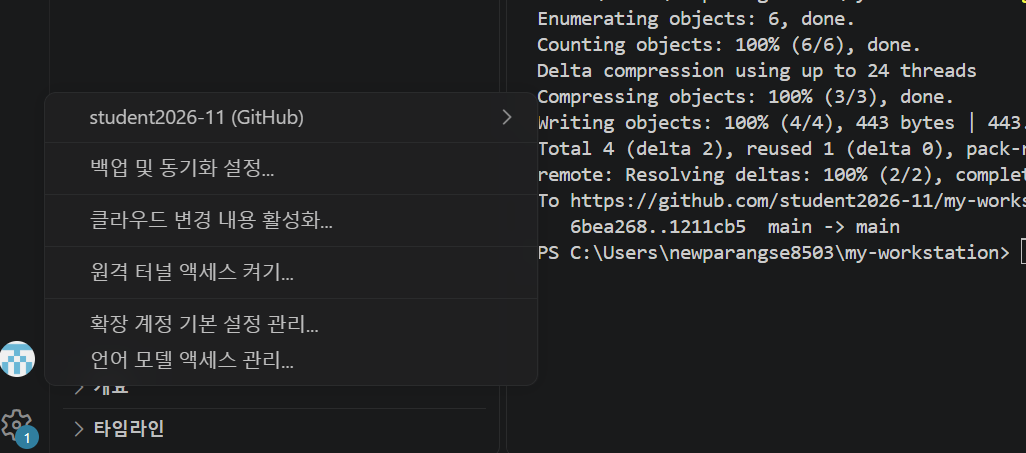 Enumerating objects: 6, done.
Counting objects: 100% (6/6), done.
Delta compression using up to 24 threads
Compressing objects: 100% (3/3), done.
Writing objects: 100% (4/4), 443 bytes | 443.
Total 4 (delta 2), reused 1 (delta 0), pack-r
remote: Resolving deltas: 100% (2/2), complet
To https://github.com/student2026-11/my-works
6bea268..1211cb5 main -> main
PS C:\Users\newparangse8503\my-workstation>
student2026-11 (GitHub)
백업 및 동기화 설정...
클라우드 변경 내용 활성화...
원격 터널 액세스 켜기...
확장 계정 기본 설정 관리...
언어 모델 액세스 관리...
개요
타임라인
1